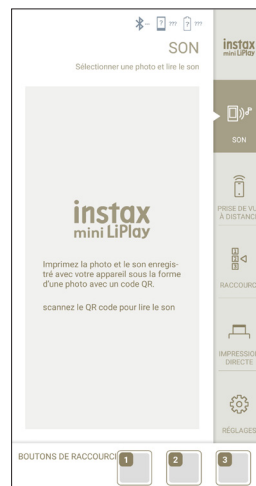 ? ??? ? ???
SON
Sélectionner une photo et lire le son
instax
mini LiPlay
Imprimez la photo et le son enregis-
tré avec votre appareil sous la forme
d'une photo avec un code QR.
scannez le QR code pour lire le son
instax
mini LiPlay
SON
PRISE DE VU
À DISTANCE
RACCOURC
IMPRESSIO
DIRECTE
RÉGLAGES
BOUTONS DE RACCOURCI
1 2 3